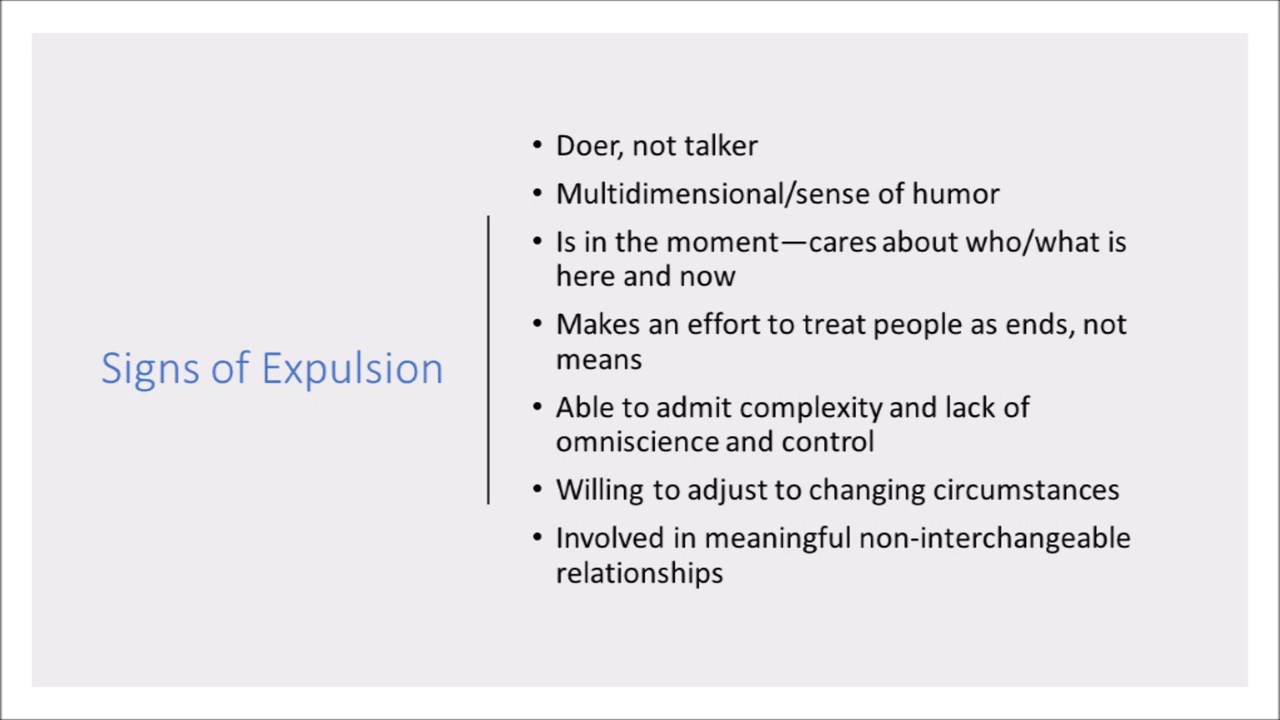 Signs of Expulsion
• Doer, not talker
• Multidimensional/sense of humor
• Is in the moment—cares about who/what is
here and now
• Makes an effort to treat people as ends, not
means
• Able to admit complexity and lack of
omniscience and control
• Willing to adjust to changing circumstances
• Involved in meaningful non-interchangeable
relationships